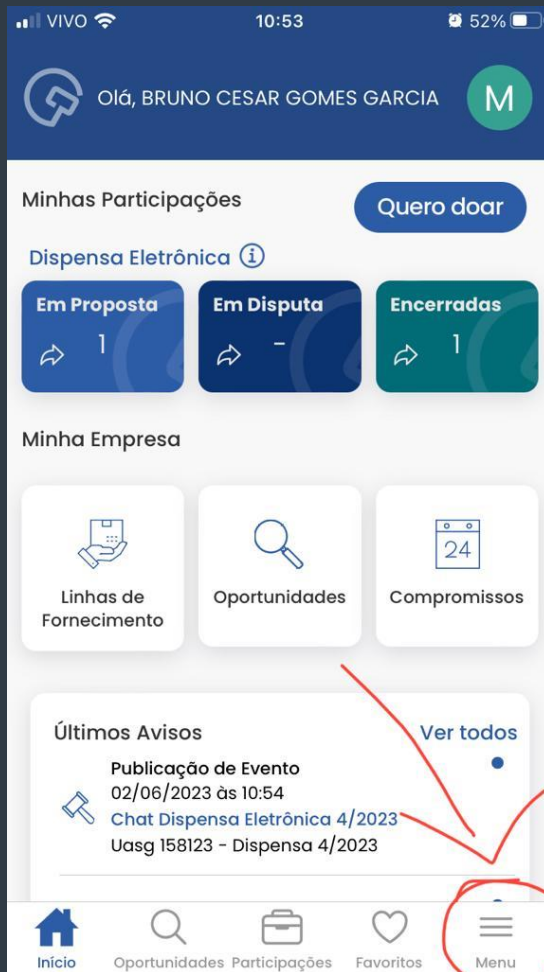 VIVO 10:53 52%
Olá, BRUNO CESAR GOMES GARCIA M
Minhas Participações Quero doar
Dispensa Eletrônica i
Em Proposta Em Disputa Encerradas
1 - 1
Minha Empresa
24
Linhas de Oportunidades Compromissos
Fornecimento
Últimos Avisos Ver todos
Publicação de Evento
02/06/2023 às 10:54
Chat Dispensa Eletrônica 4/2023
Uasg 158123 - Dispensa 4/2023
Início Oportunidades Participações Favoritos Menu